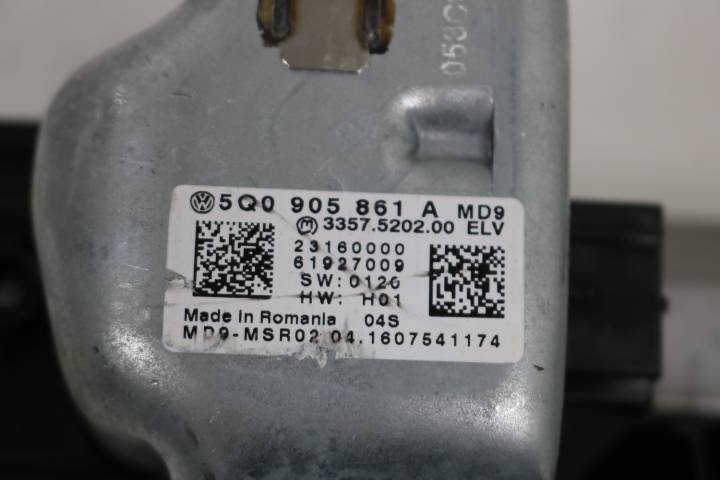 5Q0 905 861 A MD9
3357.5202.00 ELV
23160000
61927009
SW: 0120
HW: H01
Made in Romania 04S
MD9-MSR02 04.1607541174